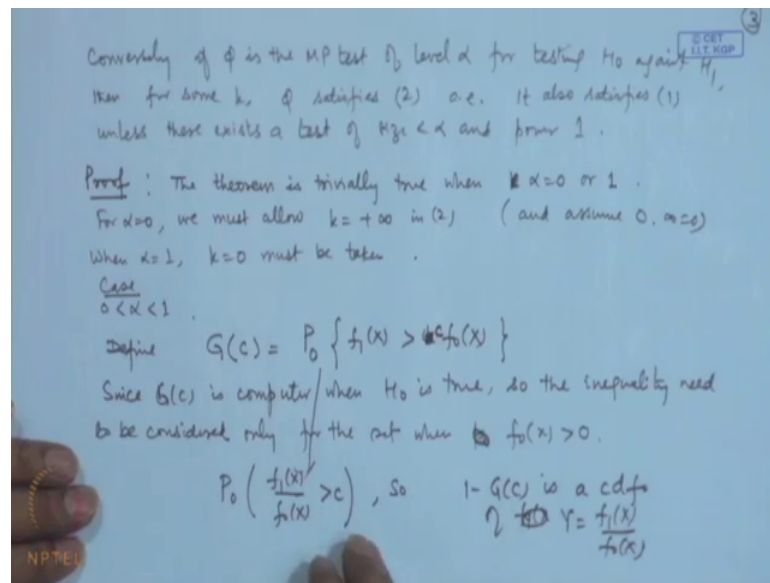 3
© CET
I.I.T. KGP
Conversely if φ is the MP test of level α for testing H₀ against H₁,
then for some k, φ satisfies (2) a.e. It also satisfies (1)
unless there exists a test of size < α and power 1.
Proof: The theorem is trivially true when α=0 or 1.
For α=0, we must allow k = +∞ in (2) (and assume 0.∞=0)
When α=1, k=0 must be taken.
Case
0<α<1.
Define G(c) = P₀ { f₁(X) > c f₀(X) }
Since G(c) is computed when H₀ is true, so the inequality need
to be considered only for the set when f₀(x) > 0.
P₀ ( f₁(X)/f₀(X) > c ), So 1- G(c) is a cdf
of Y = f₁(X)/f₀(X)
NPTEL